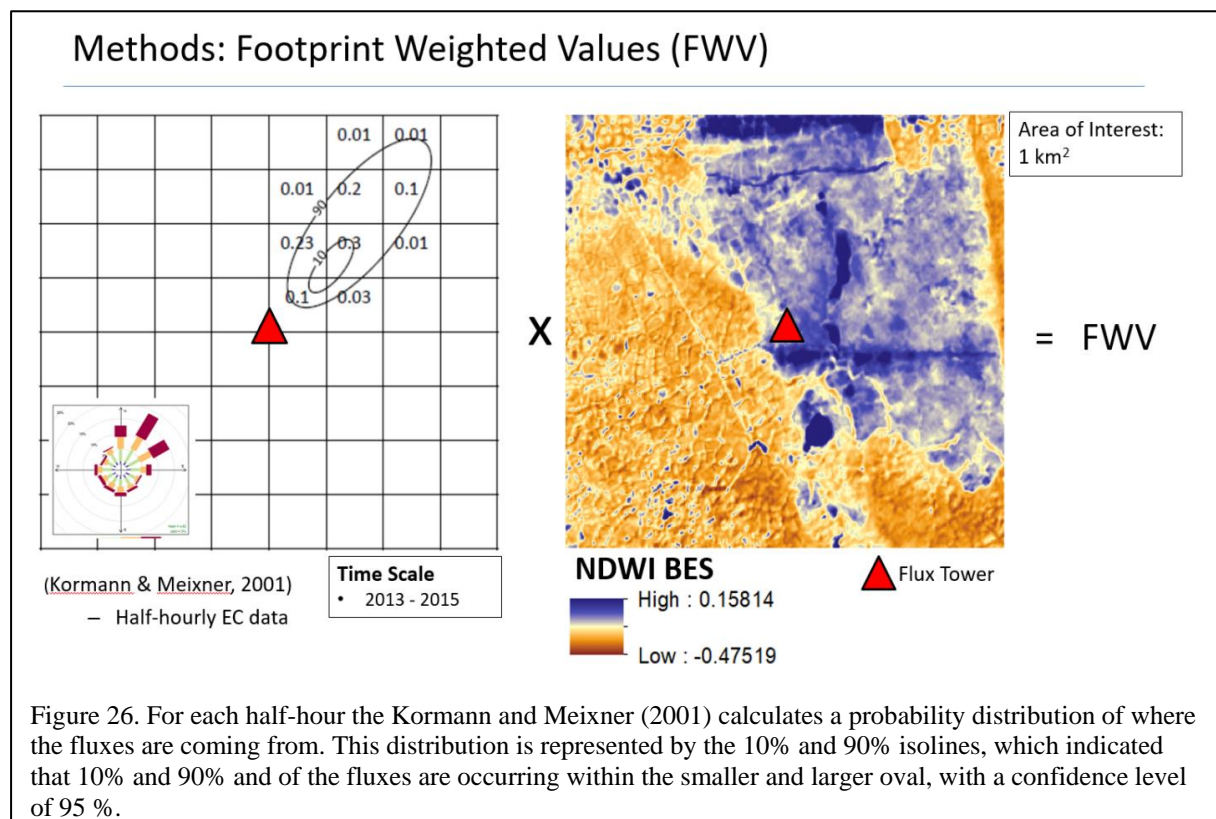 Methods: Footprint Weighted Values (FWV)
0.01 0.01
0.01 0.2 0.1
90
0.23 0.3 0.01
10
0.1 0.03
X
Area of Interest:
1 km²
= FWV
(Kormann & Meixner, 2001)
– Half-hourly EC data
Time Scale
• 2013 - 2015
NDWI BES
High : 0.15814
Low : -0.47519
Flux Tower
Figure 26. For each half-hour the Kormann and Meixner (2001) calculates a probability distribution of where
the fluxes are coming from. This distribution is represented by the 10% and 90% isolines, which indicated
that 10% and 90% and of the fluxes are occurring within the smaller and larger oval, with a confidence level
of 95 %.